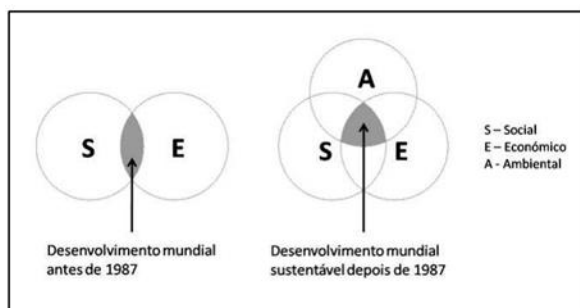 S
E
Desenvolvimento mundial
antes de 1987
A
S
E
Desenvolvimento mundial
sustentável depois de 1987
S – Social
E – Económico
A - Ambiental